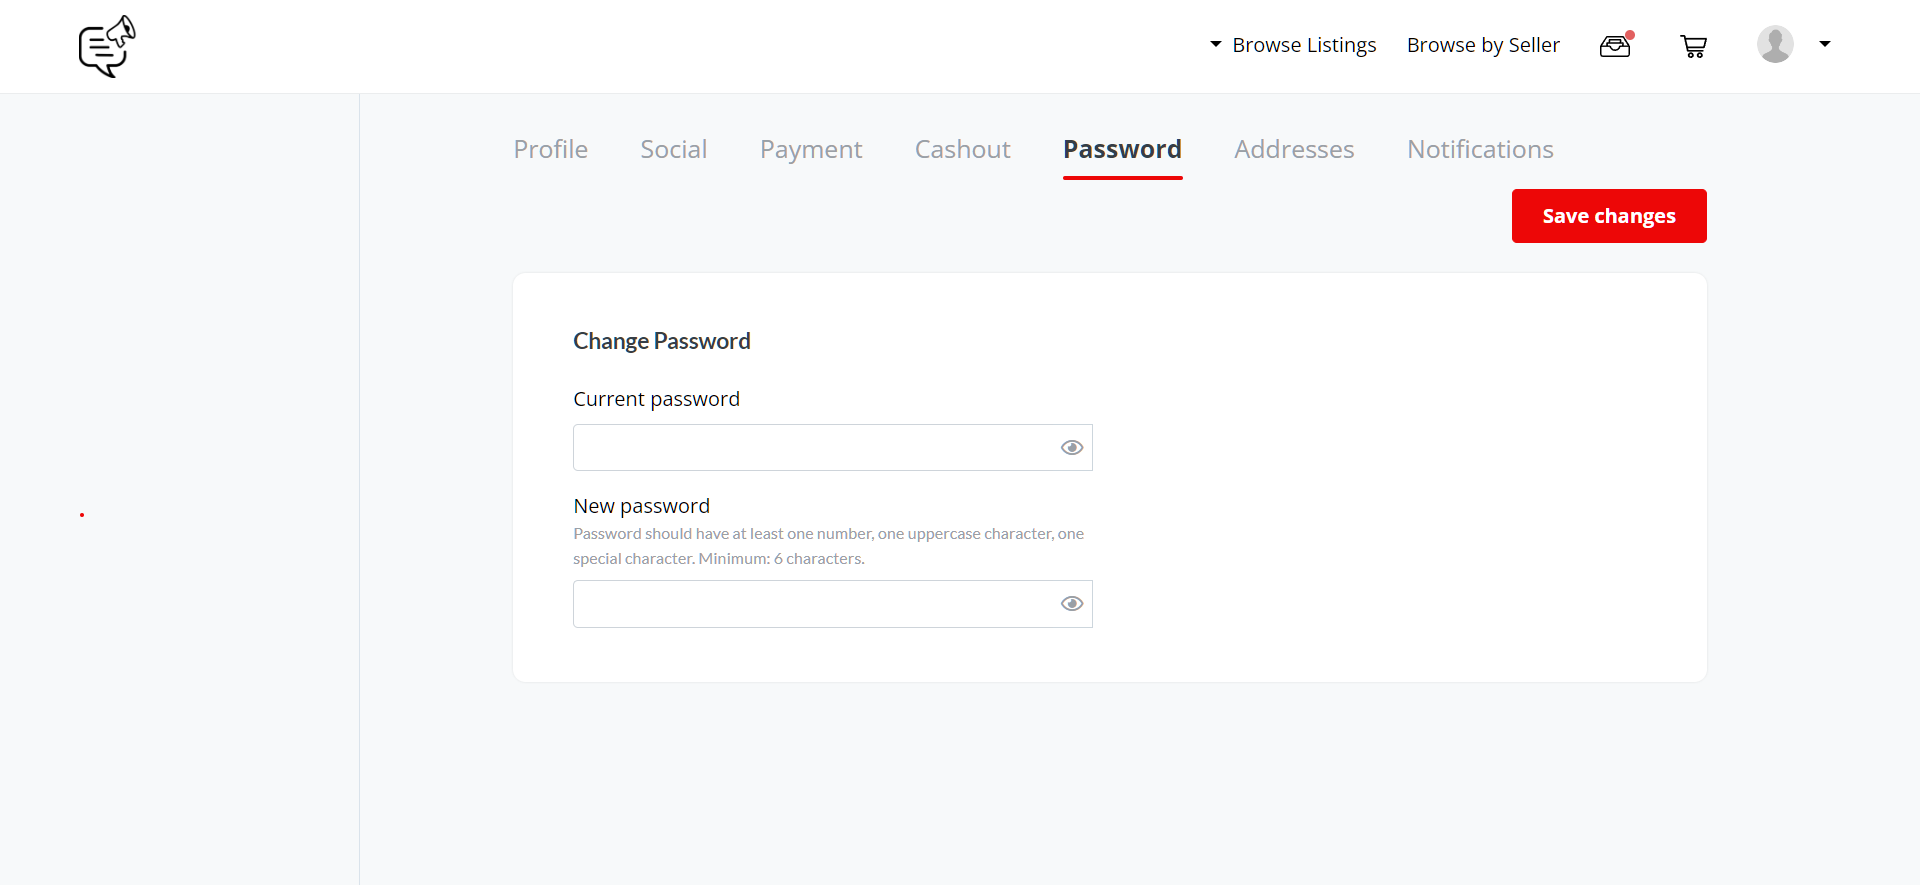 Browse Listings Browse by Seller
Profile Social Payment Cashout Password Addresses Notifications
Save changes
Change Password
Current password
New password
Password should have at least one number, one uppercase character, one
special character. Minimum: 6 characters.